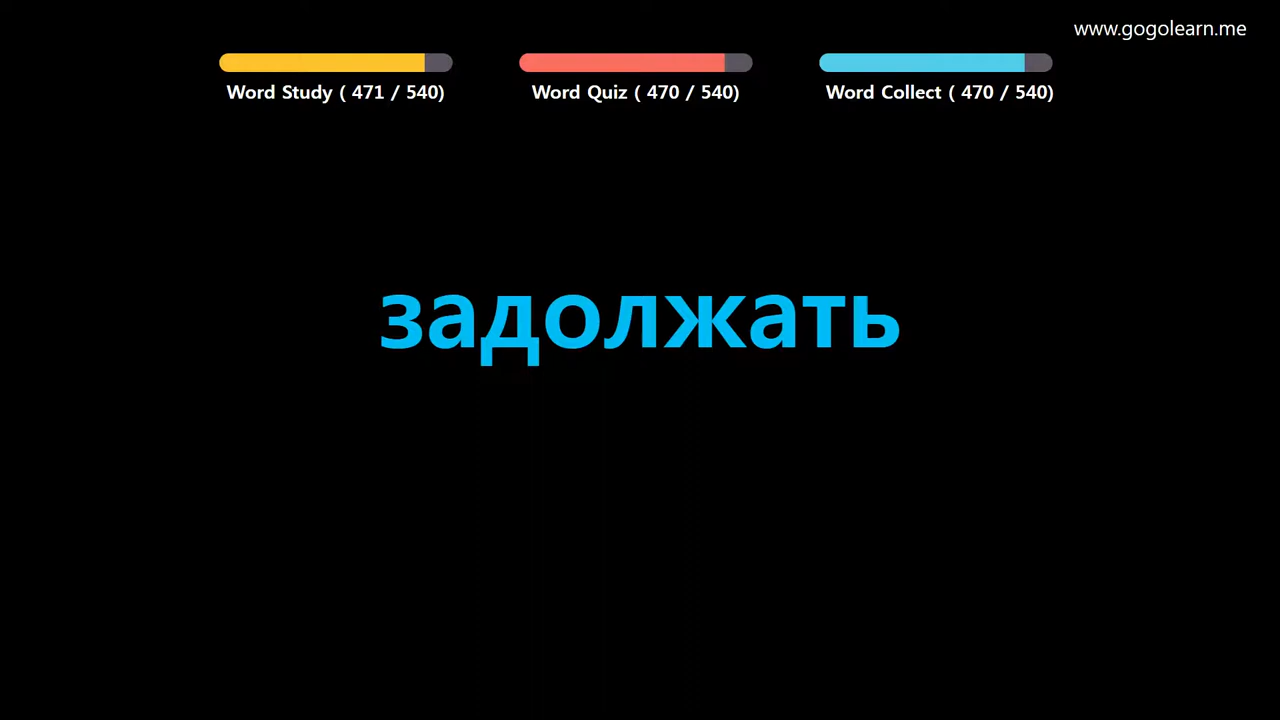 www.gogolearn.me
Word Study ( 471 / 540)
Word Quiz ( 470 / 540)
Word Collect ( 470 / 540)
задолжать